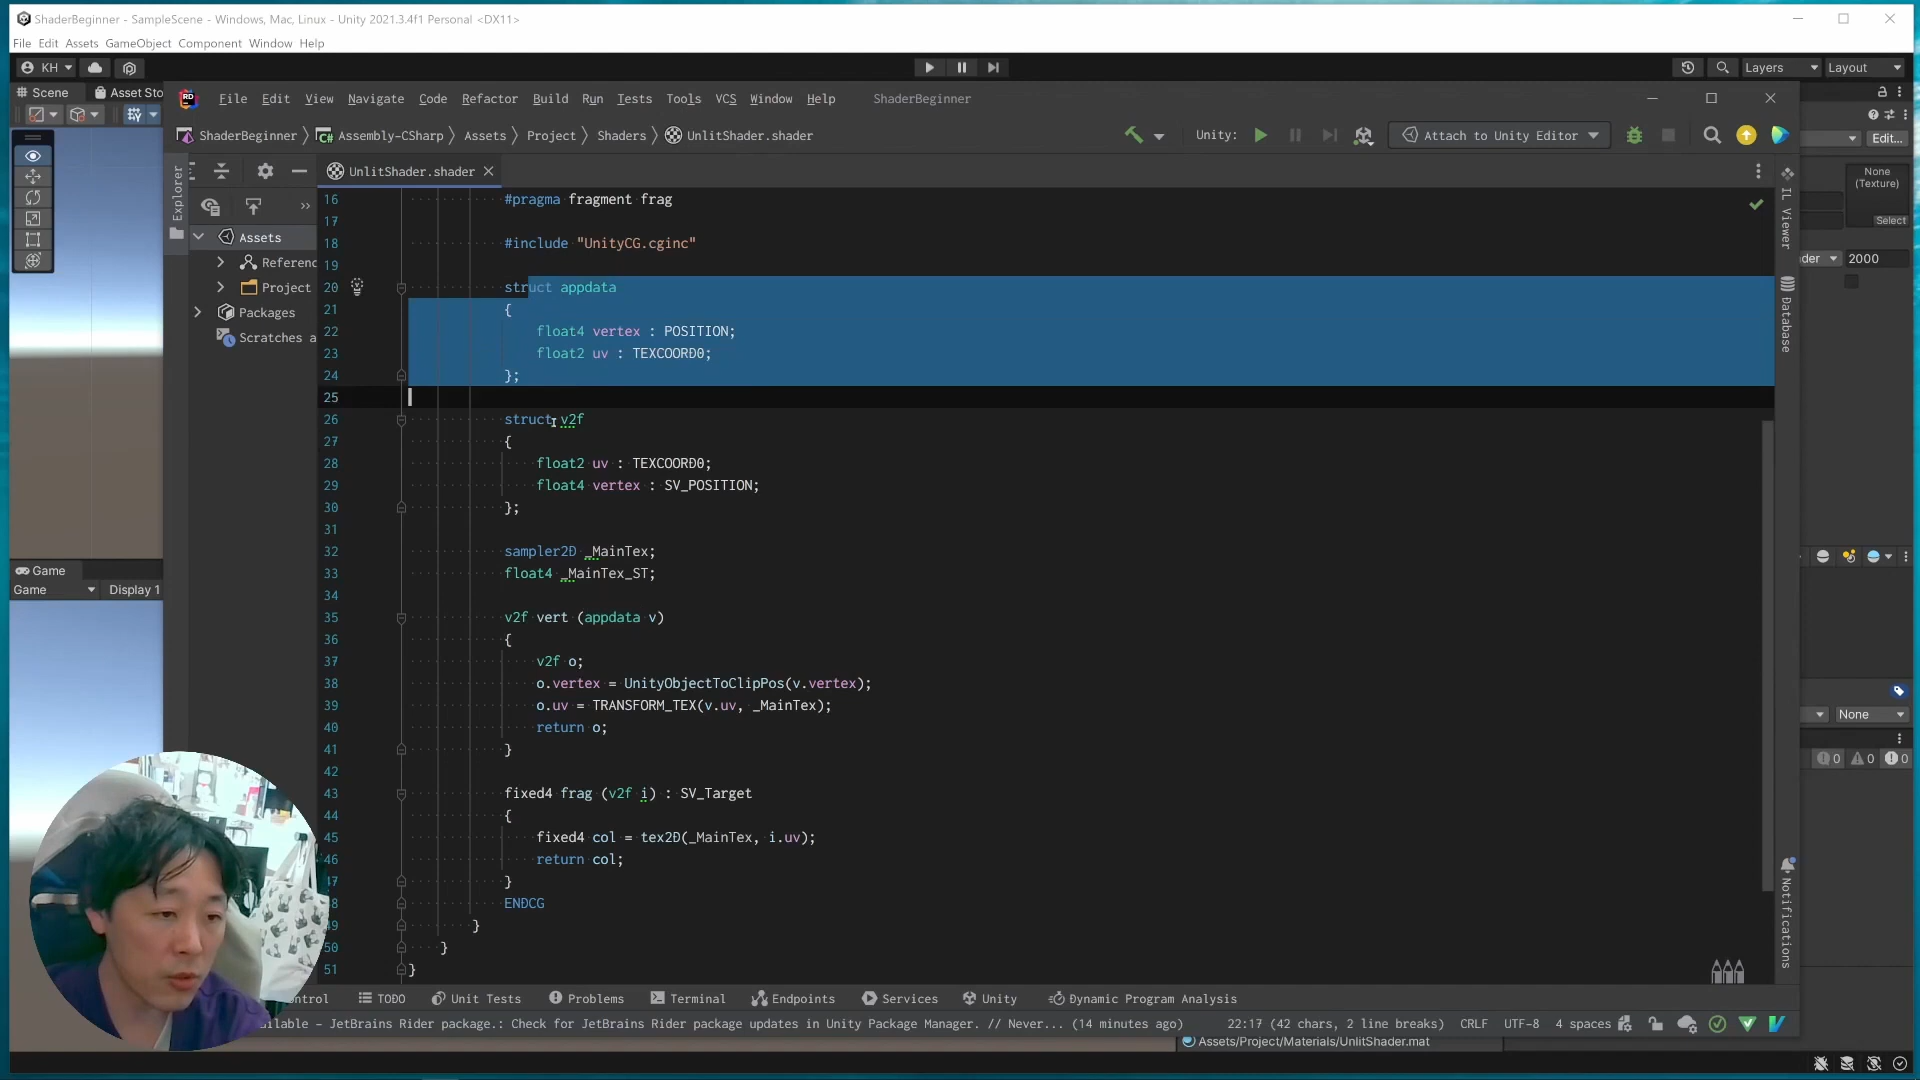 ShaderBeginner - SampleScene - Windows, Mac, Linux - Unity 2021.3.4f1 Personal <DX11>
File Edit Assets GameObject Component Window Help
KH Layers Layout
Scene Asset Sto
RD File Edit View Navigate Code Refactor Build Run Tests Tools VCS Window Help ShaderBeginner
ShaderBeginner Assembly-CSharp Assets Project Shaders UnlitShader.shader Unity: Attach to Unity Editor
Edit...
Explorer
UnlitShader.shader
None
(Texture)
Select
IL Viewer
Assets
Referenc
Project
Packages
Scratches a
der 2000
Database
16 #pragma fragment frag
17
18 #include "UnityCG.cginc"
19
20 struct appdata
21 {
22 float4 vertex : POSITION;
23 float2 uv : TEXCOORD0;
24 };
25
26 struct v2f
27 {
28 float2 uv : TEXCOORD0;
29 float4 vertex : SV_POSITION;
30 };
31
32 sampler2D _MainTex;
33 float4 _MainTex_ST;
34
35 v2f vert (appdata v)
36 {
37 v2f o;
38 o.vertex = UnityObjectToClipPos(v.vertex);
39 o.uv = TRANSFORM_TEX(v.uv, _MainTex);
40 return o;
41 }
42
43 fixed4 frag (v2f i) : SV_Target
44 {
45 fixed4 col = tex2D(_MainTex, i.uv);
46 return col;
47 }
48 ENDCG
49 }
50 }
51 }
Game
Game Display 1
None
0 0 0
Notifications
ontrol TODO Unit Tests Problems Terminal Endpoints Services Unity Dynamic Program Analysis
ilable – JetBrains Rider package.: Check for JetBrains Rider package updates in Unity Package Manager. // Never... (14 minutes ago) 22:17 (42 chars, 2 line breaks) CRLF UTF-8 4 spaces
Assets/Project/Materials/UnlitShader.mat